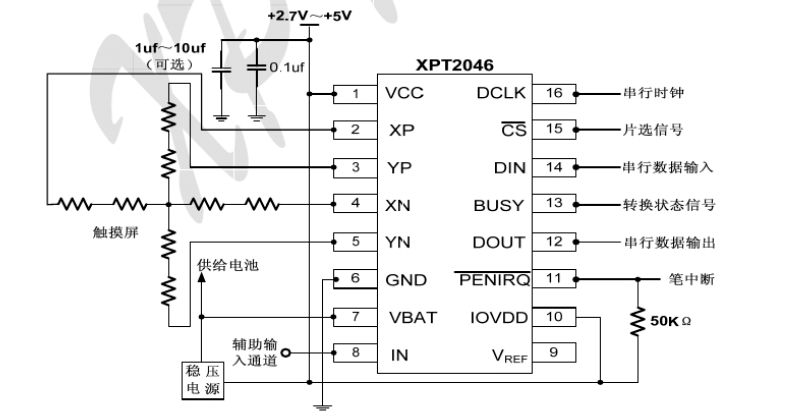 +2.7V～+5V
1uf～10uf
（可选）
0.1uf
XPT2046
1 VCC DCLK 16 串行时钟
2 XP CS 15 片选信号
3 YP DIN 14 串行数据输入
4 XN BUSY 13 转换状态信号
触摸屏
5 YN DOUT 12 串行数据输出
供给电池
6 GND PENIRQ 11 笔中断
7 VBAT IOVDD 10 50KΩ
辅助输
入通道
8 IN VREF 9
稳压
电源